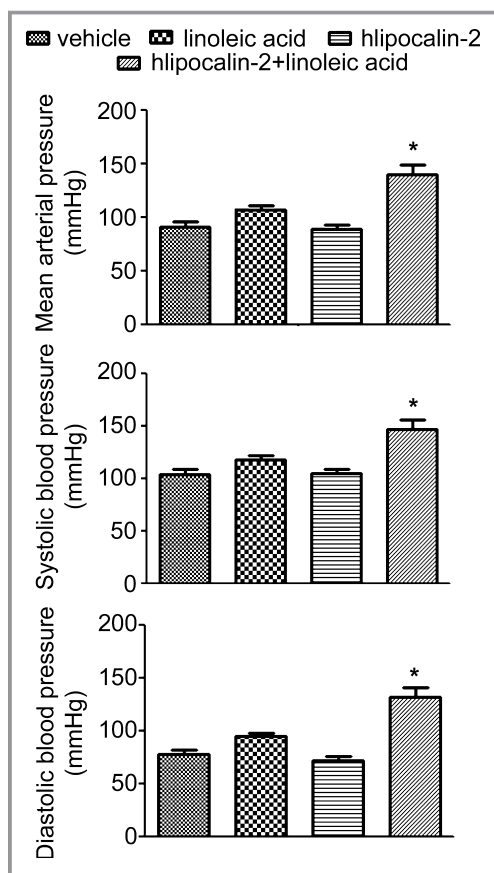 vehicle linoleic acid hlipocalin-2
hlipocalin-2+linoleic acid
Mean arterial pressure
(mmHg)
200
150
100
50
0
*
Systolic blood pressure
(mmHg)
200
150
100
50
0
*
Diastolic blood pressure
(mmHg)
200
150
100
50
0
*